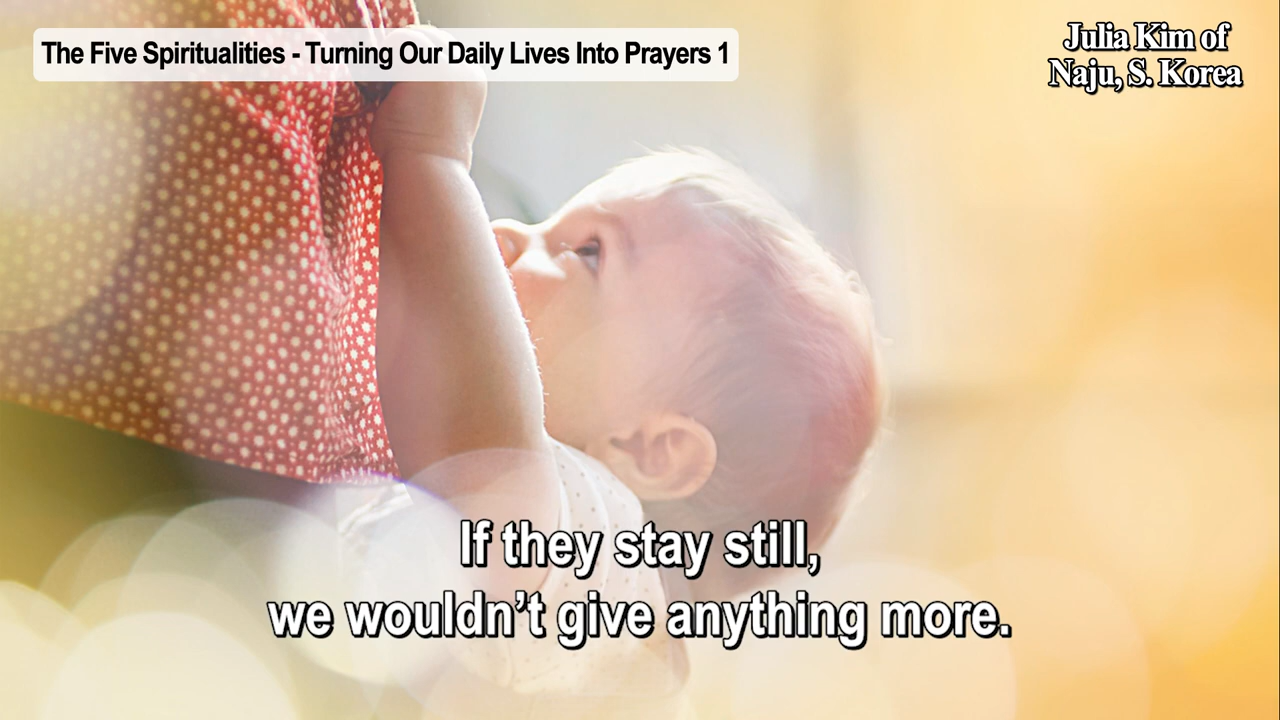 The Five Spiritualities - Turning Our Daily Lives Into Prayers 1
Julia Kim of
Naju, S. Korea
If they stay still,
we wouldn't give anything more.